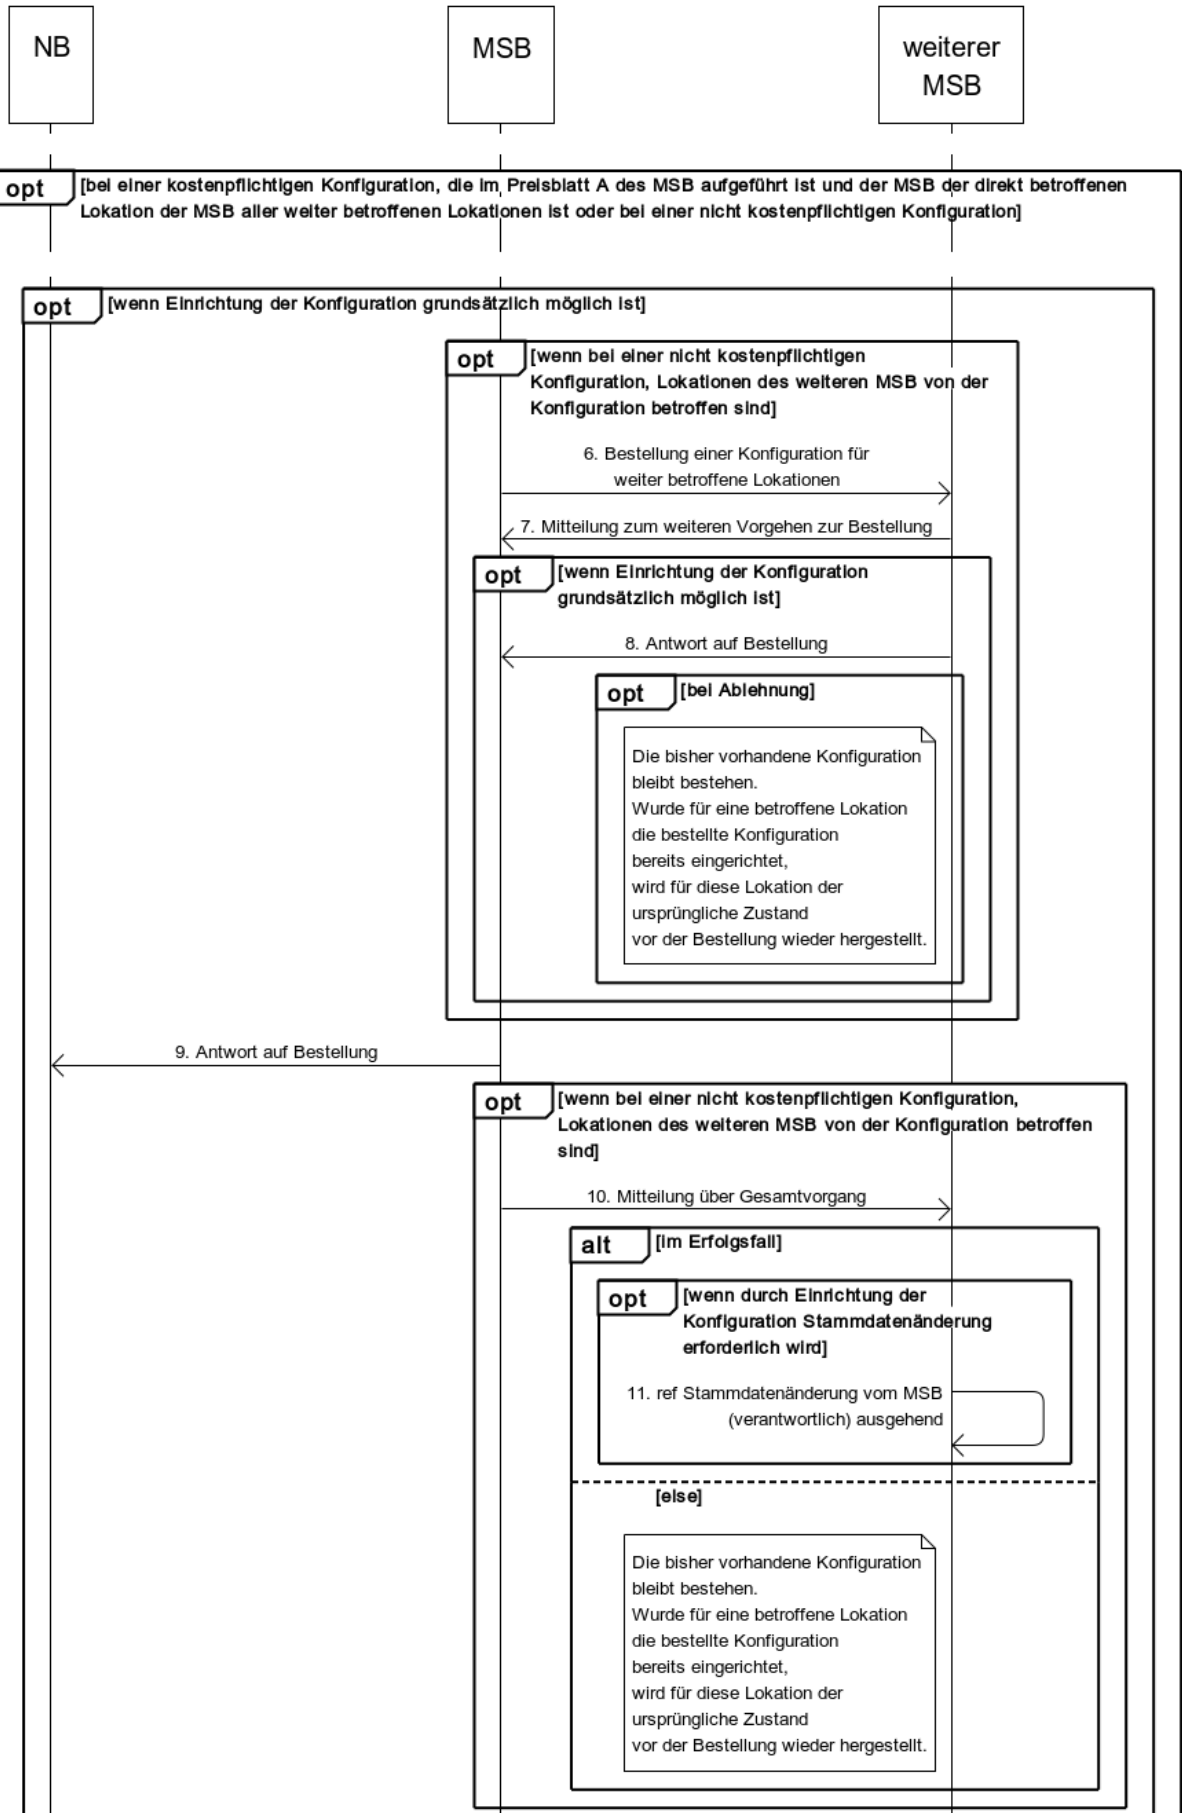 NB
MSB
weiterer
MSB
opt
[bei einer kostenpflichtigen Konfiguration, die im Preisblatt A des MSB aufgeführt ist und der MSB der direkt betroffenen
Lokation der MSB aller weiter betroffenen Lokationen ist oder bei einer nicht kostenpflichtigen Konfiguration]
opt
[wenn Einrichtung der Konfiguration grundsätzlich möglich ist]
opt
[wenn bei einer nicht kostenpflichtigen
Konfiguration, Lokationen des weiteren MSB von der
Konfiguration betroffen sind]
6. Bestellung einer Konfiguration für
weiter betroffene Lokationen
7. Mitteilung zum weiteren Vorgehen zur Bestellung
opt
[wenn Einrichtung der Konfiguration
grundsätzlich möglich ist]
8. Antwort auf Bestellung
opt
[bei Ablehnung]
Die bisher vorhandene Konfiguration
bleibt bestehen.
Wurde für eine betroffene Lokation
die bestellte Konfiguration
bereits eingerichtet,
wird für diese Lokation der
ursprüngliche Zustand
vor der Bestellung wieder hergestellt.
9. Antwort auf Bestellung
opt
[wenn bei einer nicht kostenpflichtigen Konfiguration,
Lokationen des weiteren MSB von der Konfiguration betroffen
sind]
10. Mitteilung über Gesamtvorgang
alt
[im Erfolgsfall]
opt
[wenn durch Einrichtung der
Konfiguration Stammdatenänderung
erforderlich wird]
11. ref Stammdatenänderung vom MSB
(verantwortlich) ausgehend
[else]
Die bisher vorhandene Konfiguration
bleibt bestehen.
Wurde für eine betroffene Lokation
die bestellte Konfiguration
bereits eingerichtet,
wird für diese Lokation der
ursprüngliche Zustand
vor der Bestellung wieder hergestellt.